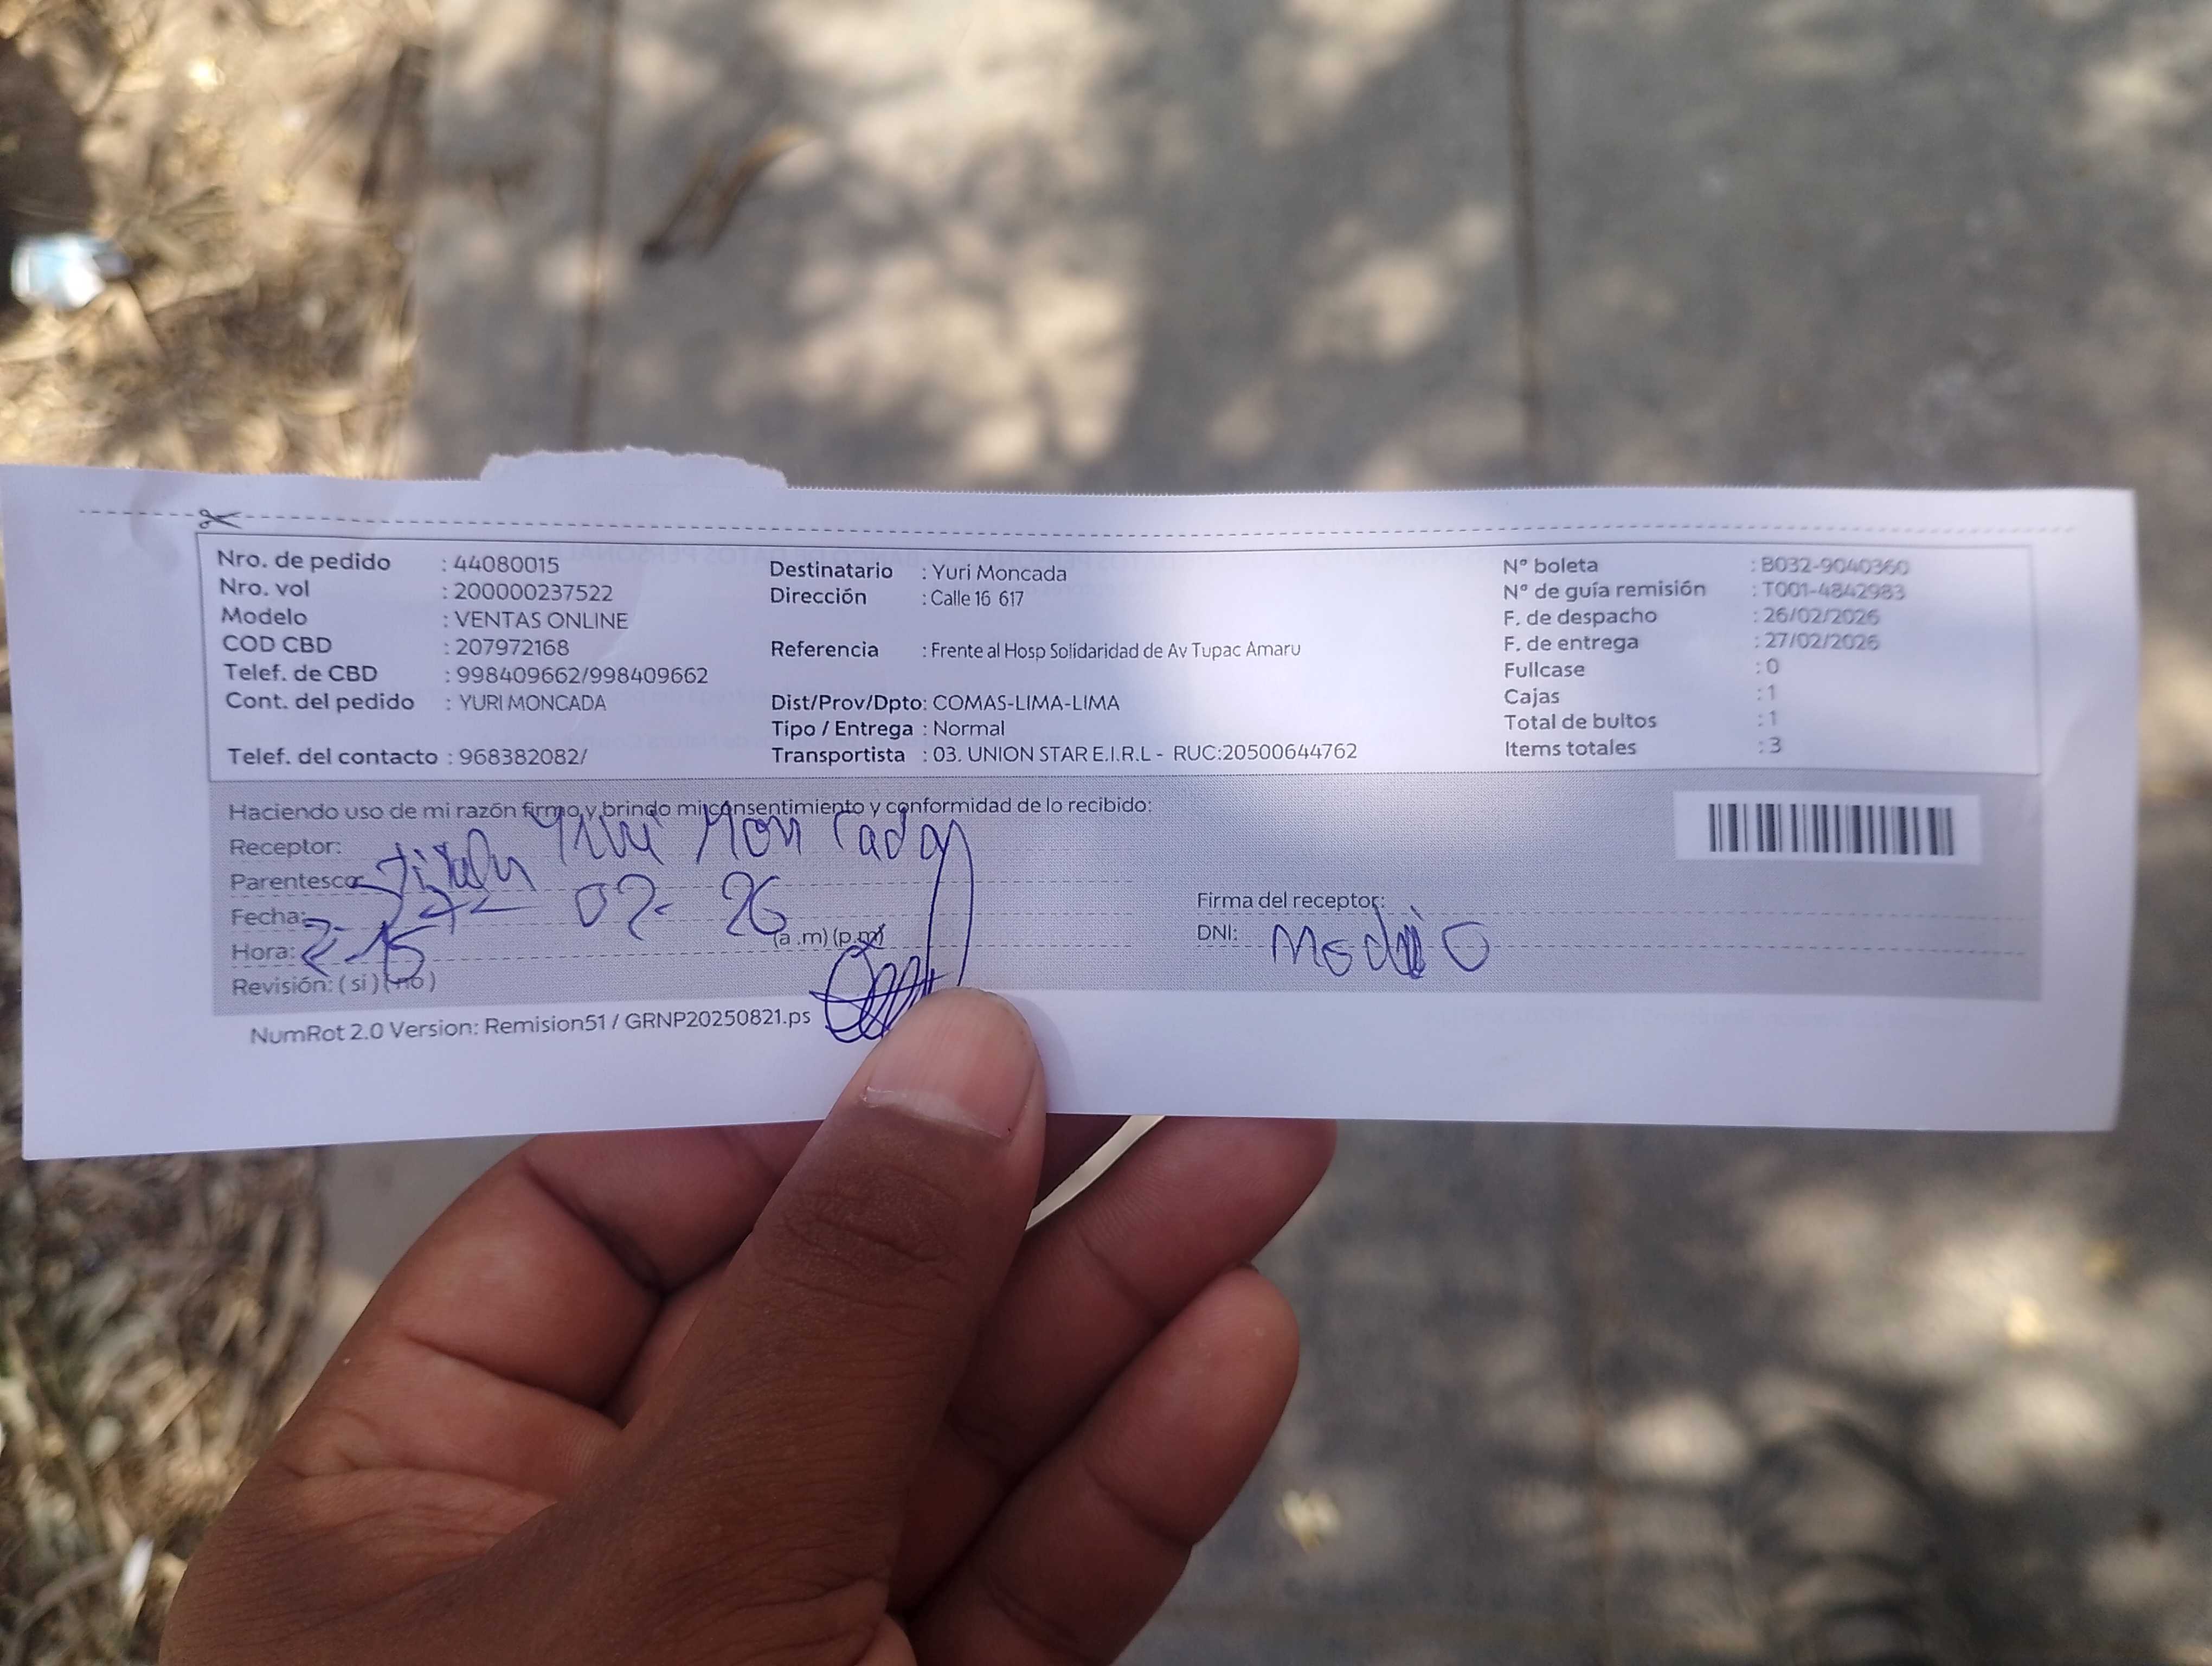 Nro. de pedido : 44080015
Nro. vol : 200000237522
Modelo : VENTAS ONLINE
COD CBD : 207972168
Telef. de CBD : 998409662/998409662
Cont. del pedido : YURI MONCADA
Telef. del contacto : 968382082/
Destinatario : Yuri Moncada
Dirección : Calle 16 617
Referencia : Frente al Hosp Solidaridad de Av Tupac Amaru
Dist/Prov/Dpto: COMAS-LIMA-LIMA
Tipo / Entrega : Normal
Transportista : 03. UNION STAR E.I.R.L - RUC:20500644762
Nº boleta : B032-9040360
Nº de guía remisión : T001-4842983
F. de despacho : 26/02/2026
F. de entrega : 27/02/2026
Fullcase : 0
Cajas : 1
Total de bultos : 1
Items totales : 3
Haciendo uso de mi razón firmo y brindo mi consentimiento y conformidad de lo recibido:
Receptor: Yuri Moncada
Parentesco:
Fecha: 27- 02- 26
Hora: 2-15 (a .m) (p.m)
Revisión: ( si ) ( no )
Firma del receptor:
DNI:
NumRot 2.0 Version: Remision51 / GRNP20250821.ps